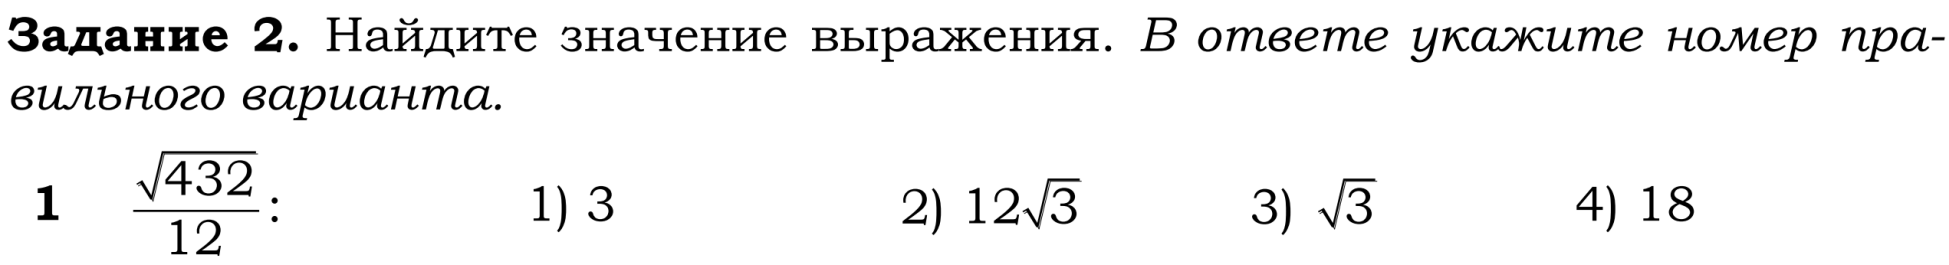 Задание 2. Найдите значение выражения. В ответе укажите номер пра-
вильного варианта.
1 √432/12 : 1) 3 2) 12√3 3) √3 4) 18